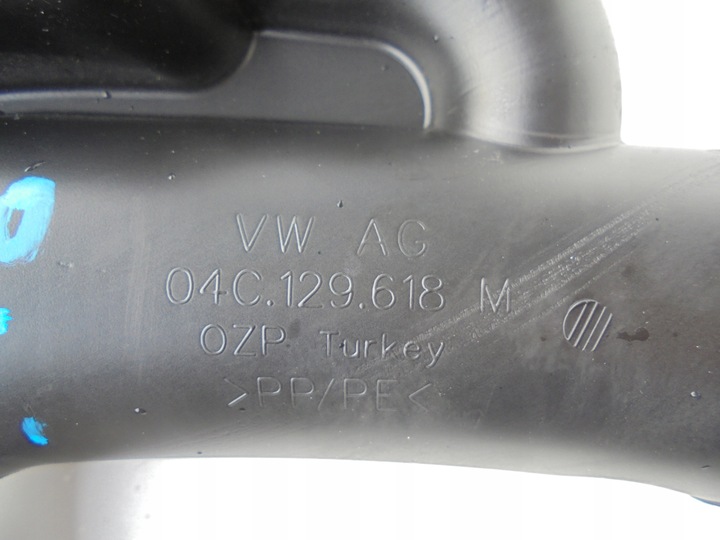 VW AG
04C.129.618 M
OZP Turkey
>PP/PE<